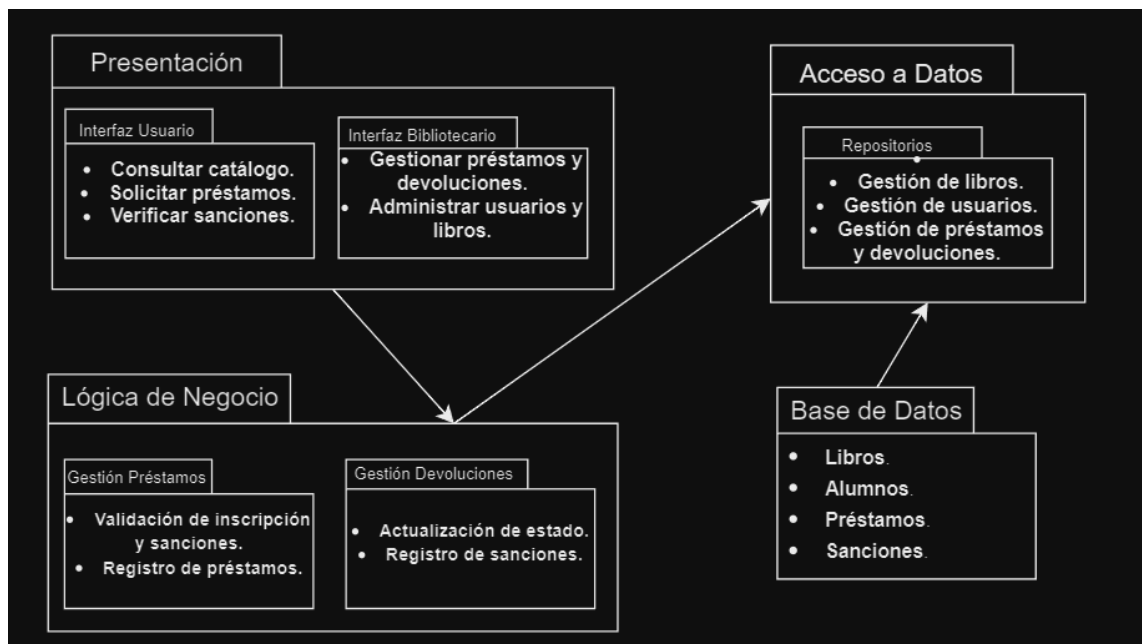 Presentación
Interfaz Usuario
• Consultar catálogo.
• Solicitar préstamos.
• Verificar sanciones.
Interfaz Bibliotecario
• Gestionar préstamos y
devoluciones.
• Administrar usuarios y
libros.
Acceso a Datos
Repositorios
• Gestión de libros.
• Gestión de usuarios.
• Gestión de préstamos
y devoluciones.
Lógica de Negocio
Gestión Préstamos
• Validación de inscripción
y sanciones.
• Registro de préstamos.
Gestión Devoluciones
• Actualización de estado.
• Registro de sanciones.
Base de Datos
• Libros.
• Alumnos.
• Préstamos.
• Sanciones.